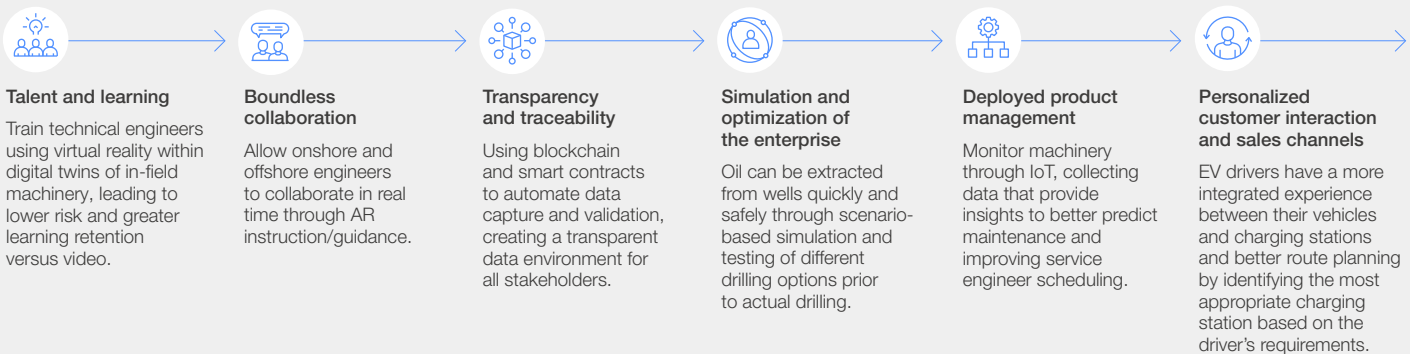 Talent and learning
Train technical engineers
using virtual reality within
digital twins of in-field
machinery, leading to
lower risk and greater
learning retention
versus video.
Boundless
collaboration
Allow onshore and
offshore engineers
to collaborate in real
time through AR
instruction/guidance.
Transparency
and traceability
Using blockchain
and smart contracts
to automate data
capture and validation,
creating a transparent
data environment for
all stakeholders.
Simulation and
optimization of
the enterprise
Oil can be extracted
from wells quickly and
safely through scenario-
based simulation and
testing of different
drilling options prior
to actual drilling.
Deployed product
management
Monitor machinery
through IoT, collecting
data that provide
insights to better predict
maintenance and
improving service
engineer scheduling.
Personalized
customer interaction
and sales channels
EV drivers have a more
integrated experience
between their vehicles
and charging stations
and better route planning
by identifying the most
appropriate charging
station based on the
driver’s requirements.